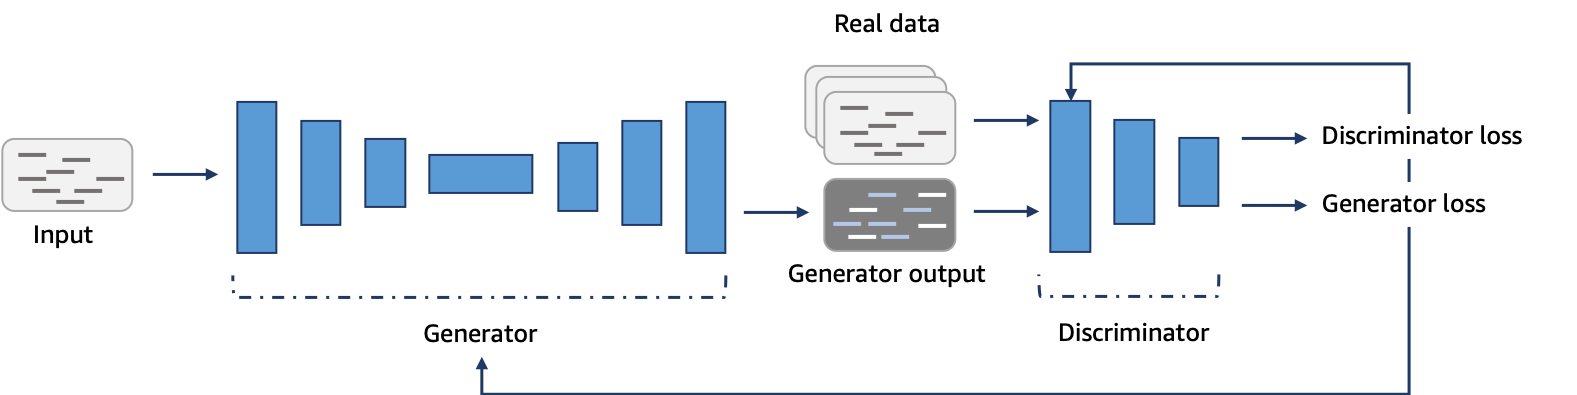 Real data
Input
Generator output
Generator
Discriminator
Discriminator loss
Generator loss